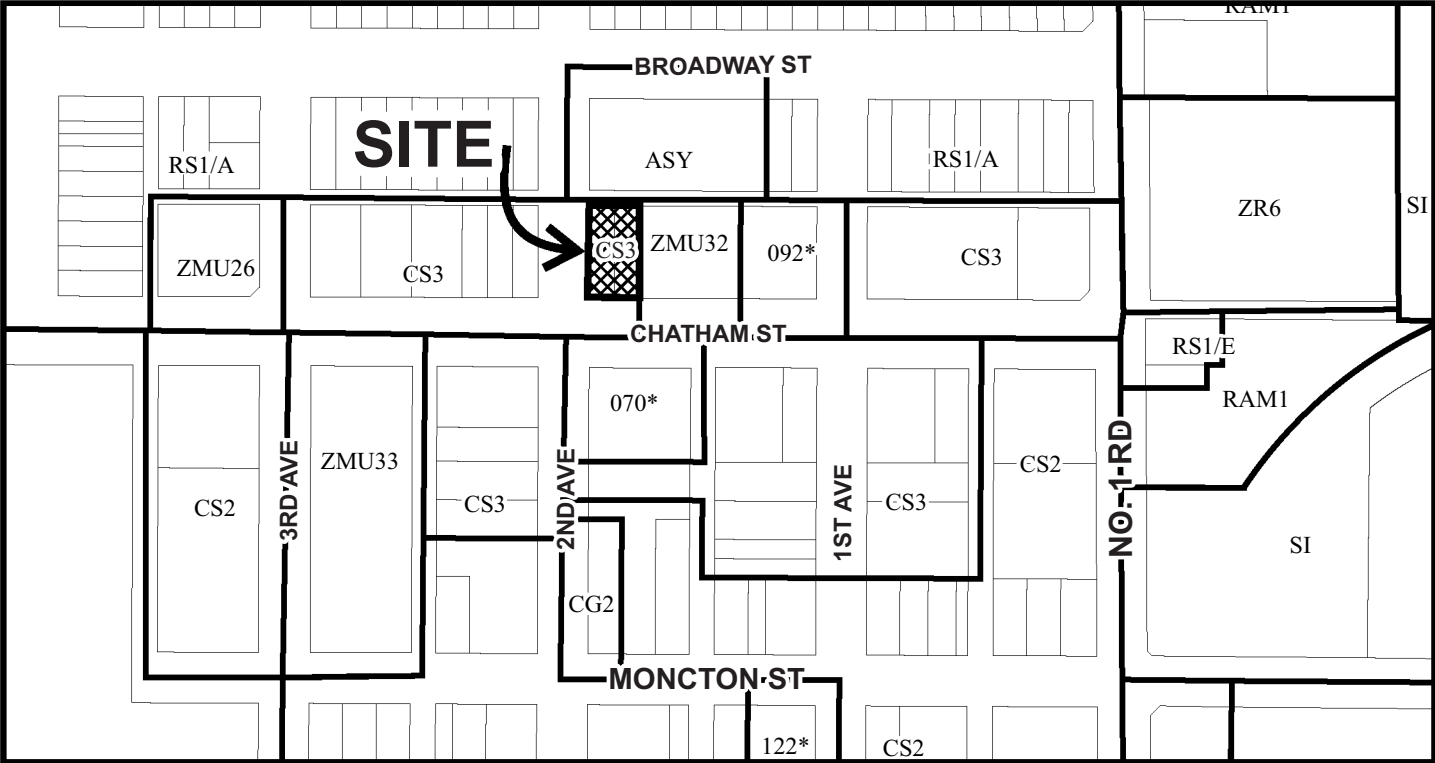 RAM1
BROADWAY ST
SITE
RS1/A
ASY
RS1/A
ZR6
SI
ZMU26
CS3
CS3
ZMU32
092*
CS3
CHATHAM ST
RS1/E
RAM1
070*
3RD AVE
ZMU33
2ND AVE
1ST AVE
CS2
NO. 1 RD
CS2
CS3
CS3
SI
CG2
MONCTON ST
122*
CS2